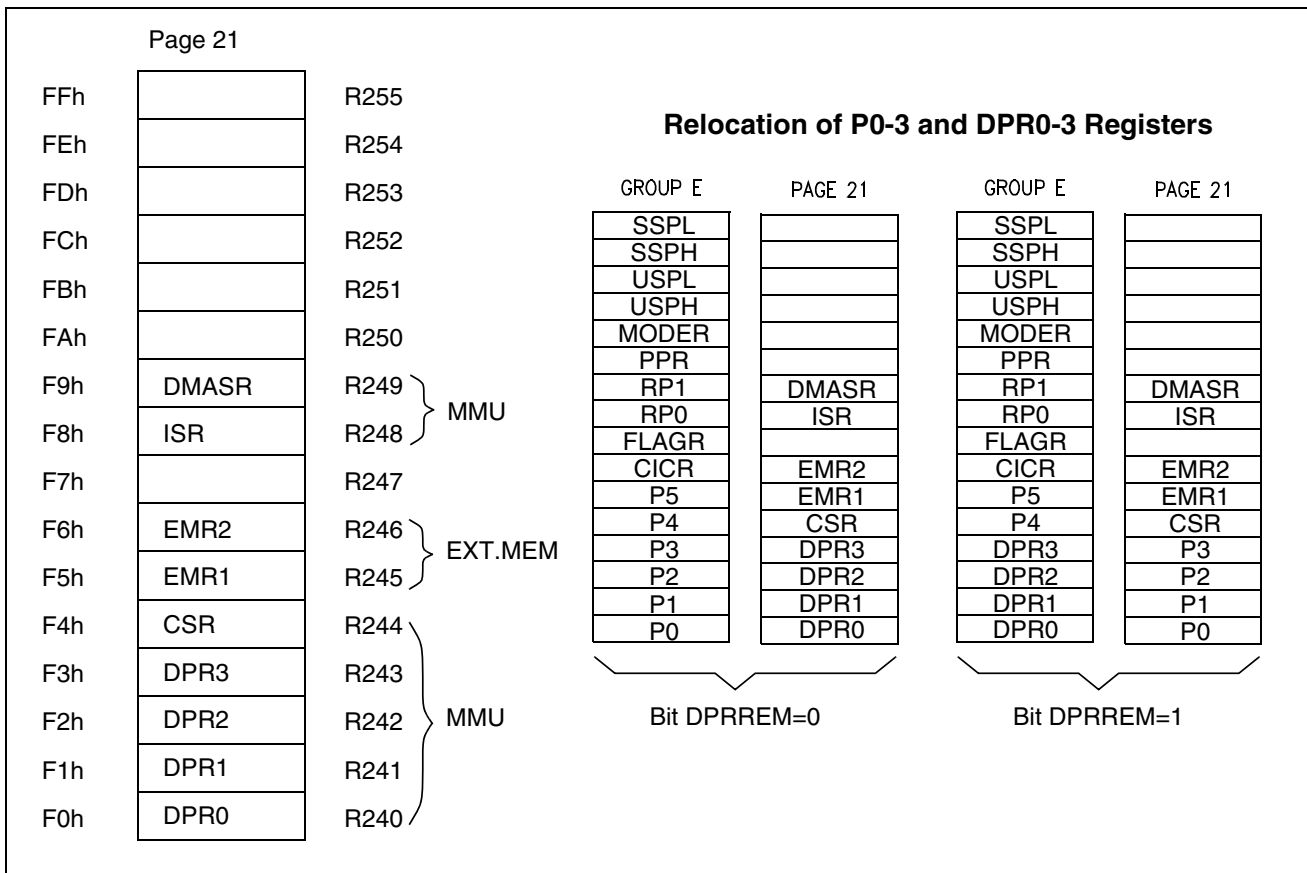 Page 21
FFh R255
FEh R254
FDh R253
FCh R252
FBh R251
FAh R250
F9h DMASR R249
MMU
F8h ISR R248
F7h R247
F6h EMR2 R246
EXT.MEM
F5h EMR1 R245
F4h CSR R244
F3h DPR3 R243
F2h DPR2 R242 MMU
F1h DPR1 R241
F0h DPR0 R240
Relocation of P0-3 and DPR0-3 Registers
GROUP E PAGE 21 GROUP E PAGE 21
SSPL SSPL
SSPH SSPH
USPL USPL
USPH USPH
MODER MODER
PPR PPR
RP1 DMASR RP1 DMASR
RP0 ISR RP0 ISR
FLAGR FLAGR
CICR EMR2 CICR EMR2
P5 EMR1 P5 EMR1
P4 CSR P4 CSR
P3 DPR3 DPR3 P3
P2 DPR2 DPR2 P2
P1 DPR1 DPR1 P1
P0 DPR0 DPR0 P0
Bit DPRREM=0 Bit DPRREM=1